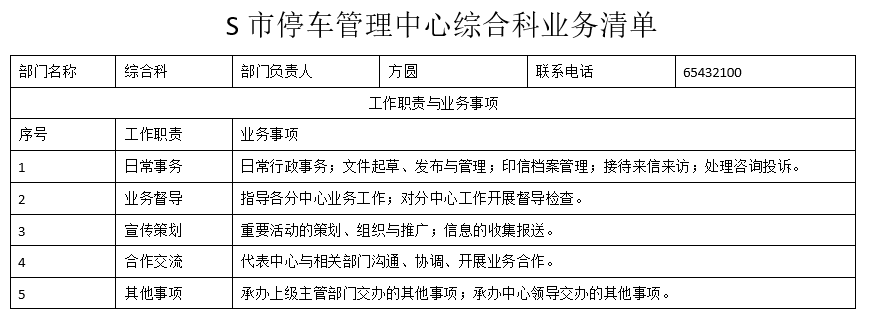 S 市停车管理中心综合科业务清单
部门名称 综合科 部门负责人 方圆 联系电话 65432100
工作职责与业务事项
序号 工作职责 业务事项
1 日常事务 日常行政事务；文件起草、发布与管理；印信档案管理；接待来信来访；处理咨询投诉。
2 业务督导 指导各分中心业务工作；对分中心工作开展督导检查。
3 宣传策划 重要活动的策划、组织与推广；信息的收集报送。
4 合作交流 代表中心与相关部门沟通、协调、开展业务合作。
5 其他事项 承办上级主管部门交办的其他事项；承办中心领导交办的其他事项。